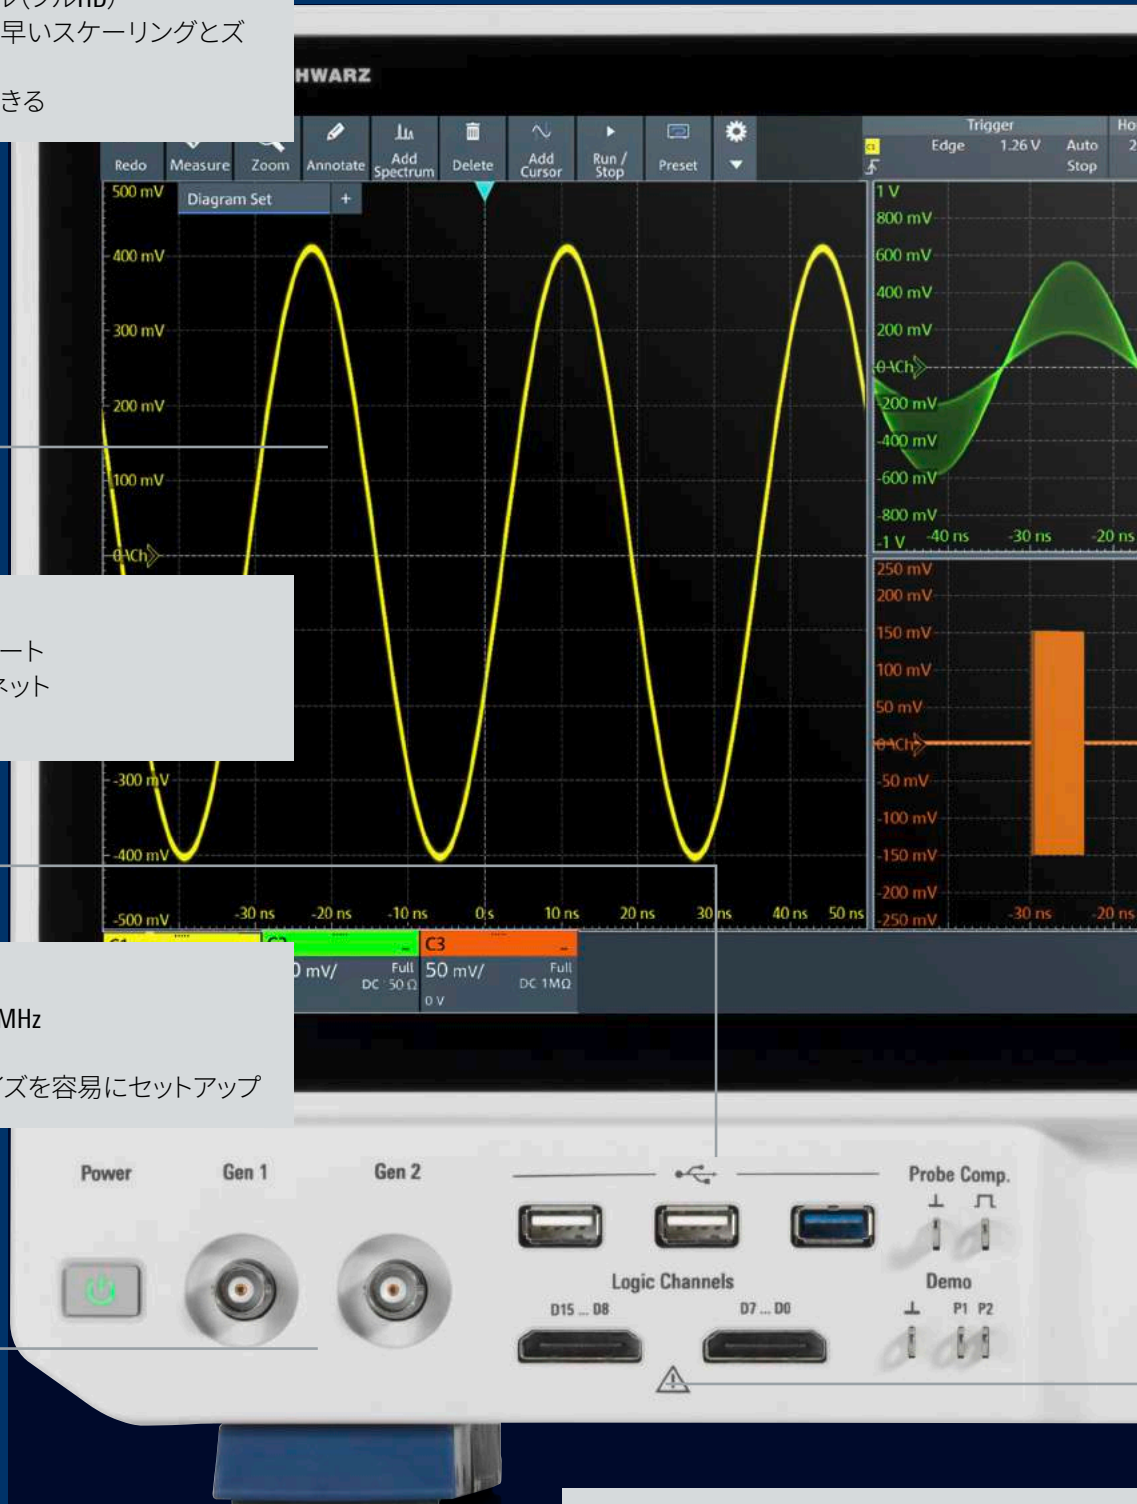 早いスケーリングとズ
きる
HWARZ
Redo
Measure
Zoom
Annotate
Add
Spectrum
Delete
Add
Cursor
Run /
Stop
Preset
Trigger
C1
Edge
1.26 V
Auto
Stop
Diagram Set
+
500 mV
400 mV
300 mV
200 mV
100 mV
-300 mV
-400 mV
-500 mV
-30 ns
-20 ns
-10 ns
0 s
10 ns
20 ns
30 ns
40 ns
50 ns
1 V
800 mV
600 mV
400 mV
200 mV
-200 mV
-400 mV
-600 mV
-800 mV
-1 V
-40 ns
-30 ns
-20 ns
250 mV
200 mV
150 mV
100 mV
50 mV
-50 mV
-100 mV
-150 mV
-200 mV
-250 mV
-30 ns
-20 ns
ート
ネット
C3
mV/
Full
DC 50 Ω
50 mV/
0 V
Full
DC 1MΩ
MHz
イズを容易にセットアップ
Power
Gen 1
Gen 2
Probe Comp.
Logic Channels
D15 ... D8
D7 ... D0
Demo
P1 P2